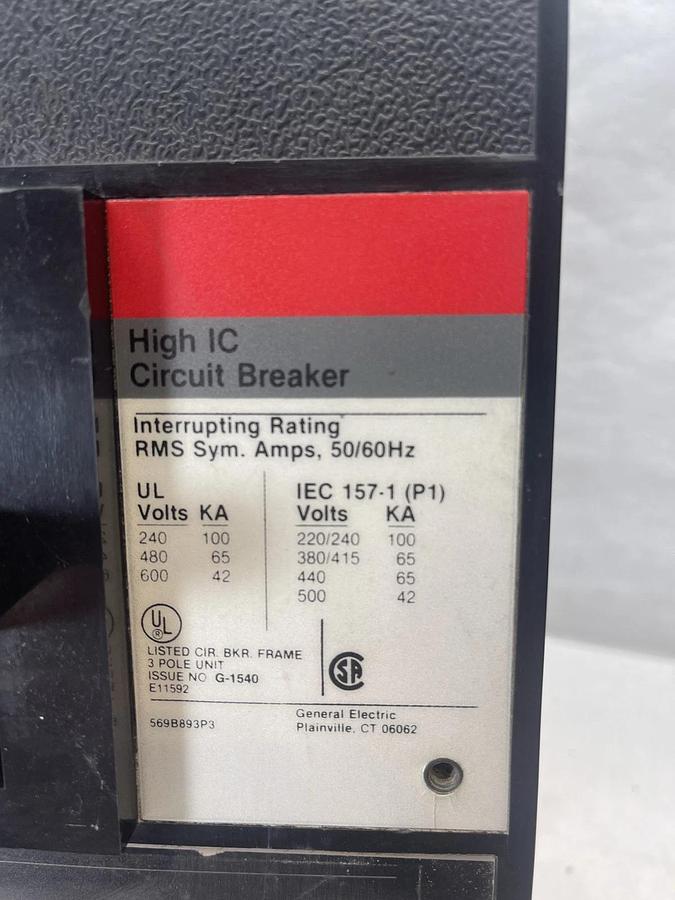 High IC
Circuit Breaker
Interrupting Rating
RMS Sym. Amps, 50/60Hz
UL
Volts KA
240 100
480 65
600 42
IEC 157-1 (P1)
Volts KA
220/240 100
380/415 65
440 65
500 42
UL
®
LISTED CIR. BKR. FRAME
3 POLE UNIT
ISSUE NO G-1540
E11592
SA
569B893P3
General Electric
Plainville, CT 06062